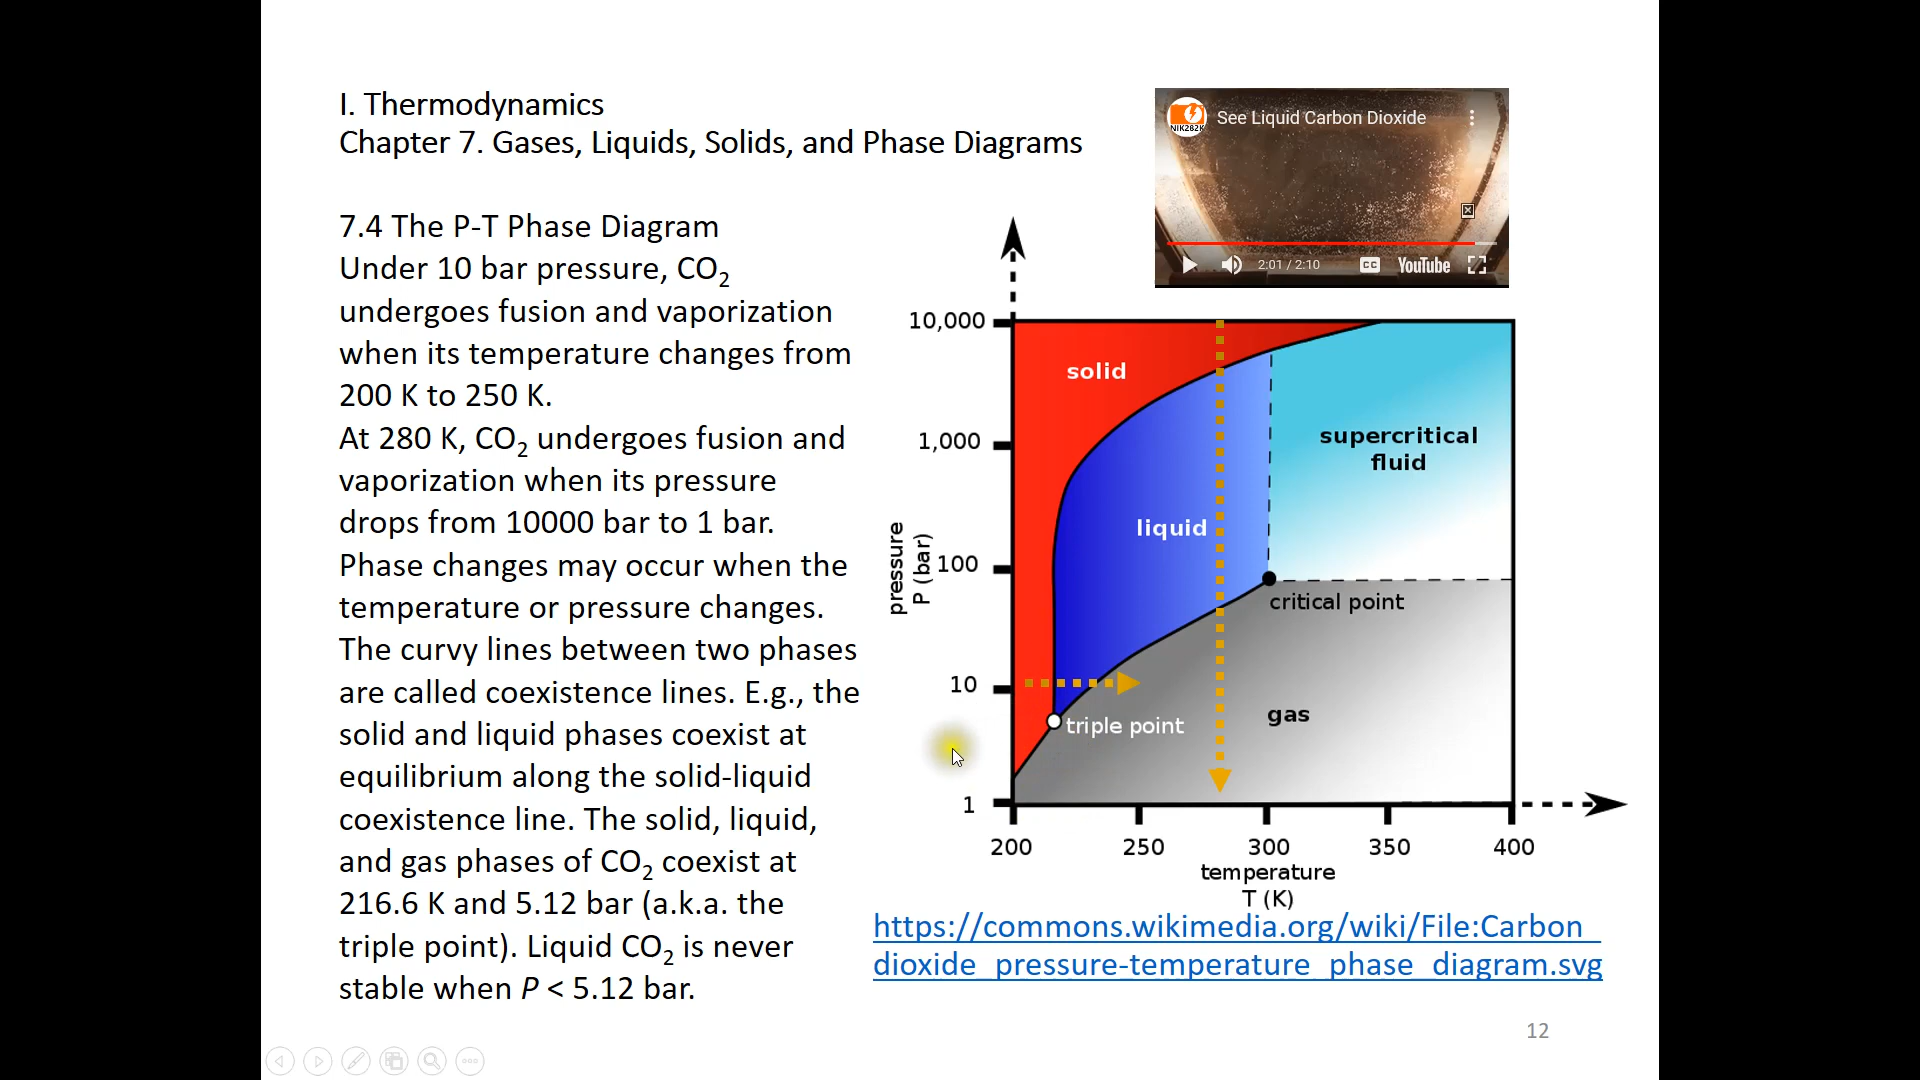 I. Thermodynamics
Chapter 7. Gases, Liquids, Solids, and Phase Diagrams
NIK282K
See Liquid Carbon Dioxide
2:01 / 2:10
CC
YouTube
7.4 The P-T Phase Diagram
Under 10 bar pressure, CO₂
undergoes fusion and vaporization
when its temperature changes from
200 K to 250 K.
At 280 K, CO₂ undergoes fusion and
vaporization when its pressure
drops from 10000 bar to 1 bar.
Phase changes may occur when the
temperature or pressure changes.
The curvy lines between two phases
are called coexistence lines. E.g., the
solid and liquid phases coexist at
equilibrium along the solid-liquid
coexistence line. The solid, liquid,
and gas phases of CO₂ coexist at
216.6 K and 5.12 bar (a.k.a. the
triple point). Liquid CO₂ is never
stable when P < 5.12 bar.
pressure
P (bar)
10,000
1,000
100
10
1
solid
liquid
supercritical
fluid
critical point
triple point
gas
200
250
300
350
400
temperature
T (K)
https://commons.wikimedia.org/wiki/File:Carbon_
dioxide_pressure-temperature_phase_diagram.svg
12